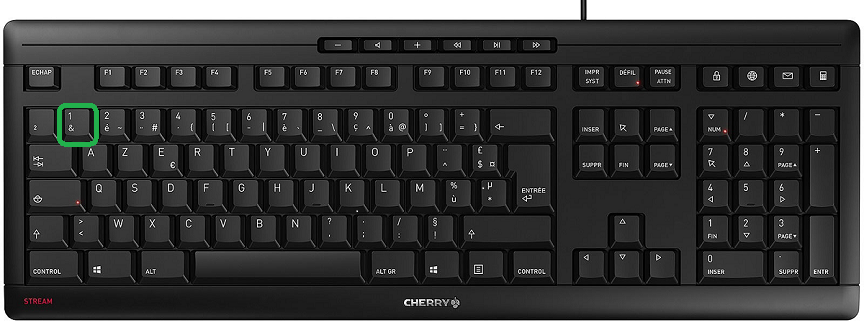 ECHAP F1 F2 F3 F4 F5 F6 F7 F8 F9 F10 F11 F12 IMPR SYST DÉFIL PAUSE ATTN
² 1 & 2 é ~ 3 " # 4 ' { 5 ( [ 6 - | 7 è ` 8 _ \ 9 ç ^ 0 à @ ° ) ] + = } INSER PAGE▲ NUM / * -
A Z E € R T Y U I O P ¨ ^ £ $ ¤ SUPPR FIN PAGE▼ 7 8 9 PAGE▲ +
Q S D F G H J K L M % ù µ * ENTRÉE 4 5 6
> < W X C V B N ? , . ; / : § ! 1 FIN 2 3 PAGE▼
CONTROL ALT ALT GR CONTROL 0 INSER . SUPPR ENTR
STREAM CHERRY